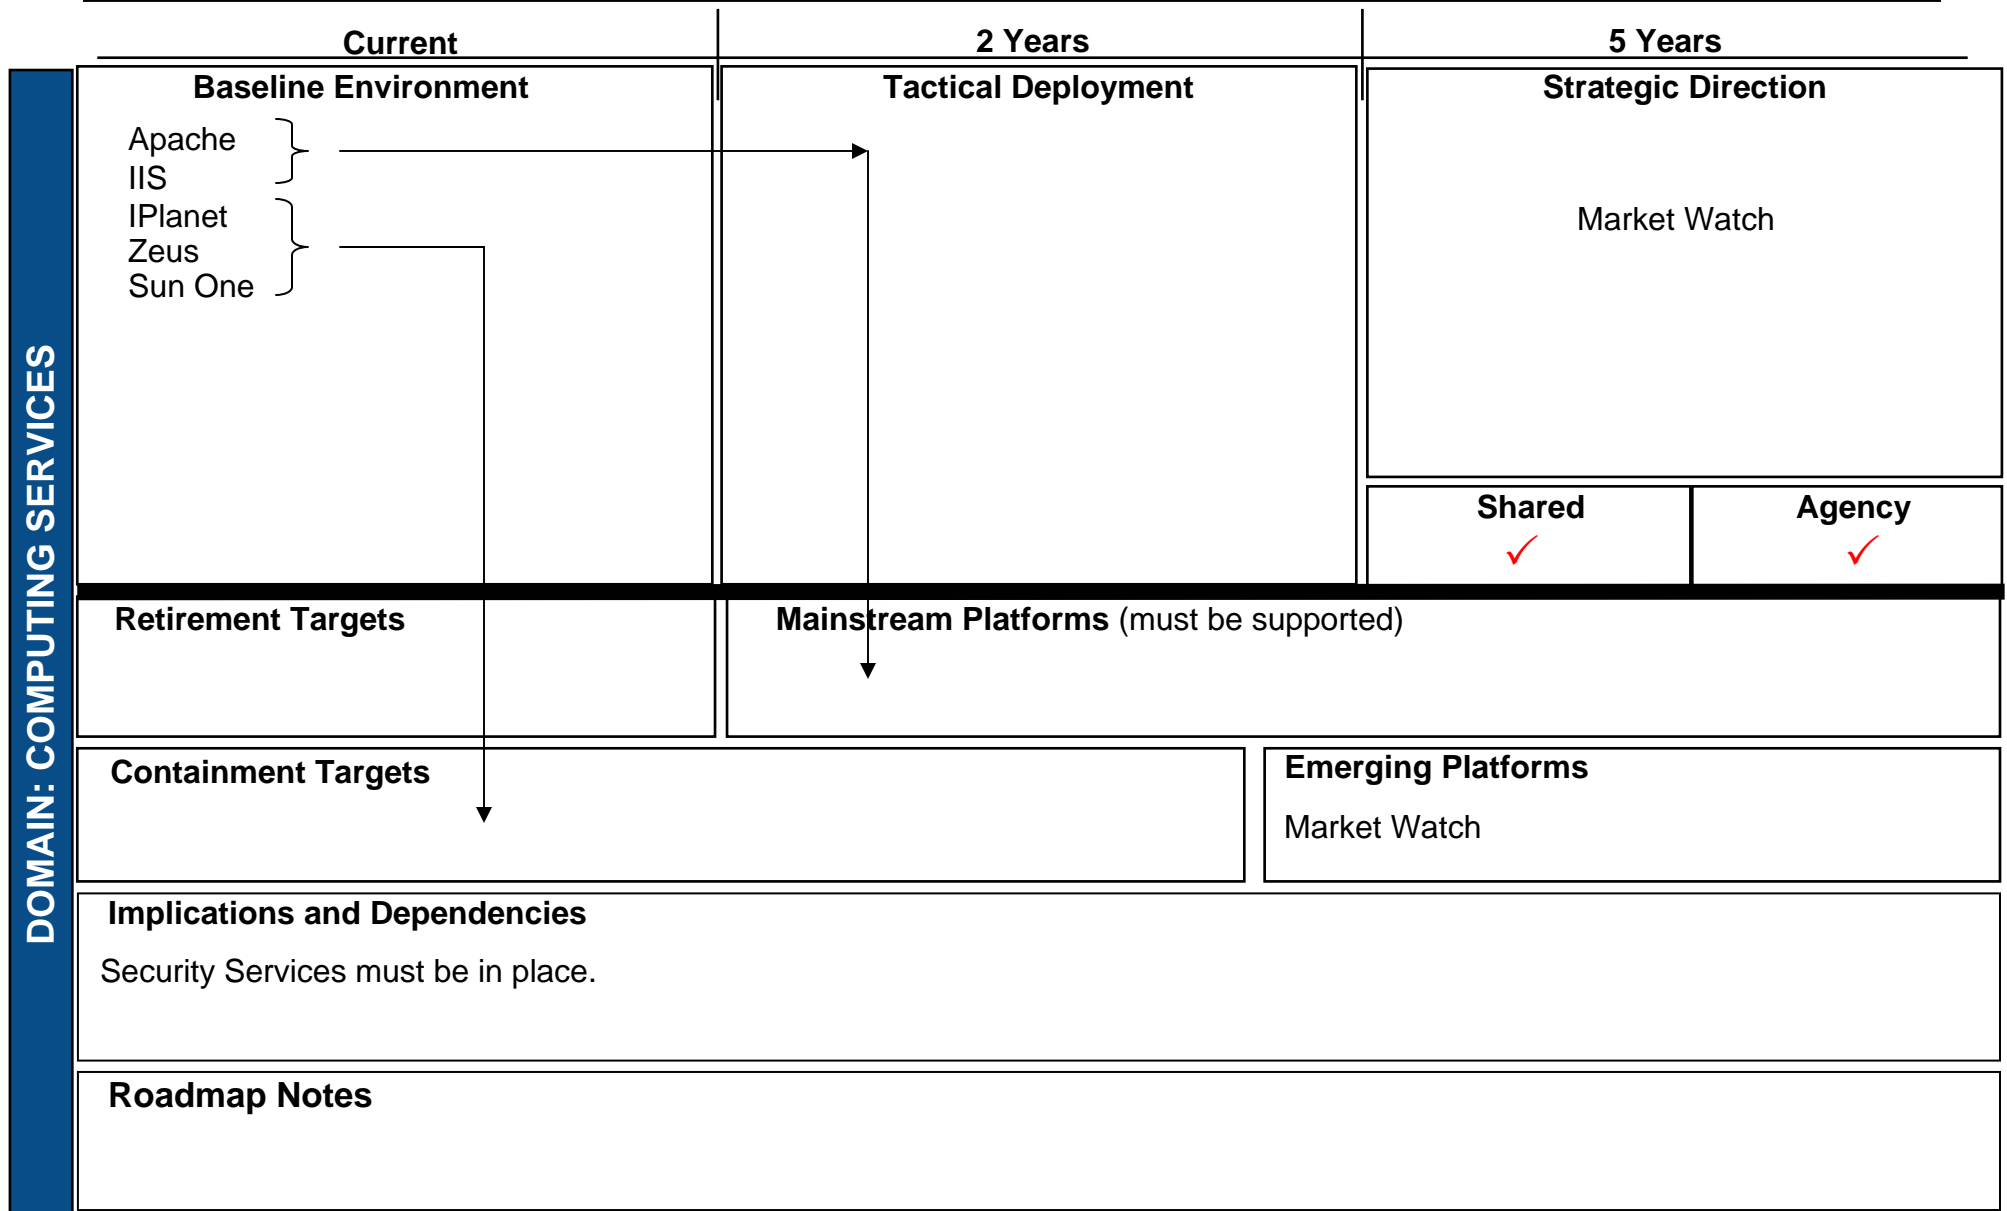 Current
2 Years
5 Years
DOMAIN: COMPUTING SERVICES
Baseline Environment
Apache
IIS
IPlanet
Zeus
Sun One
Tactical Deployment
Strategic Direction
Market Watch
Shared
✓
Agency
✓
Retirement Targets
Mainstream Platforms (must be supported)
Containment Targets
Emerging Platforms
Market Watch
Implications and Dependencies
Security Services must be in place.
Roadmap Notes